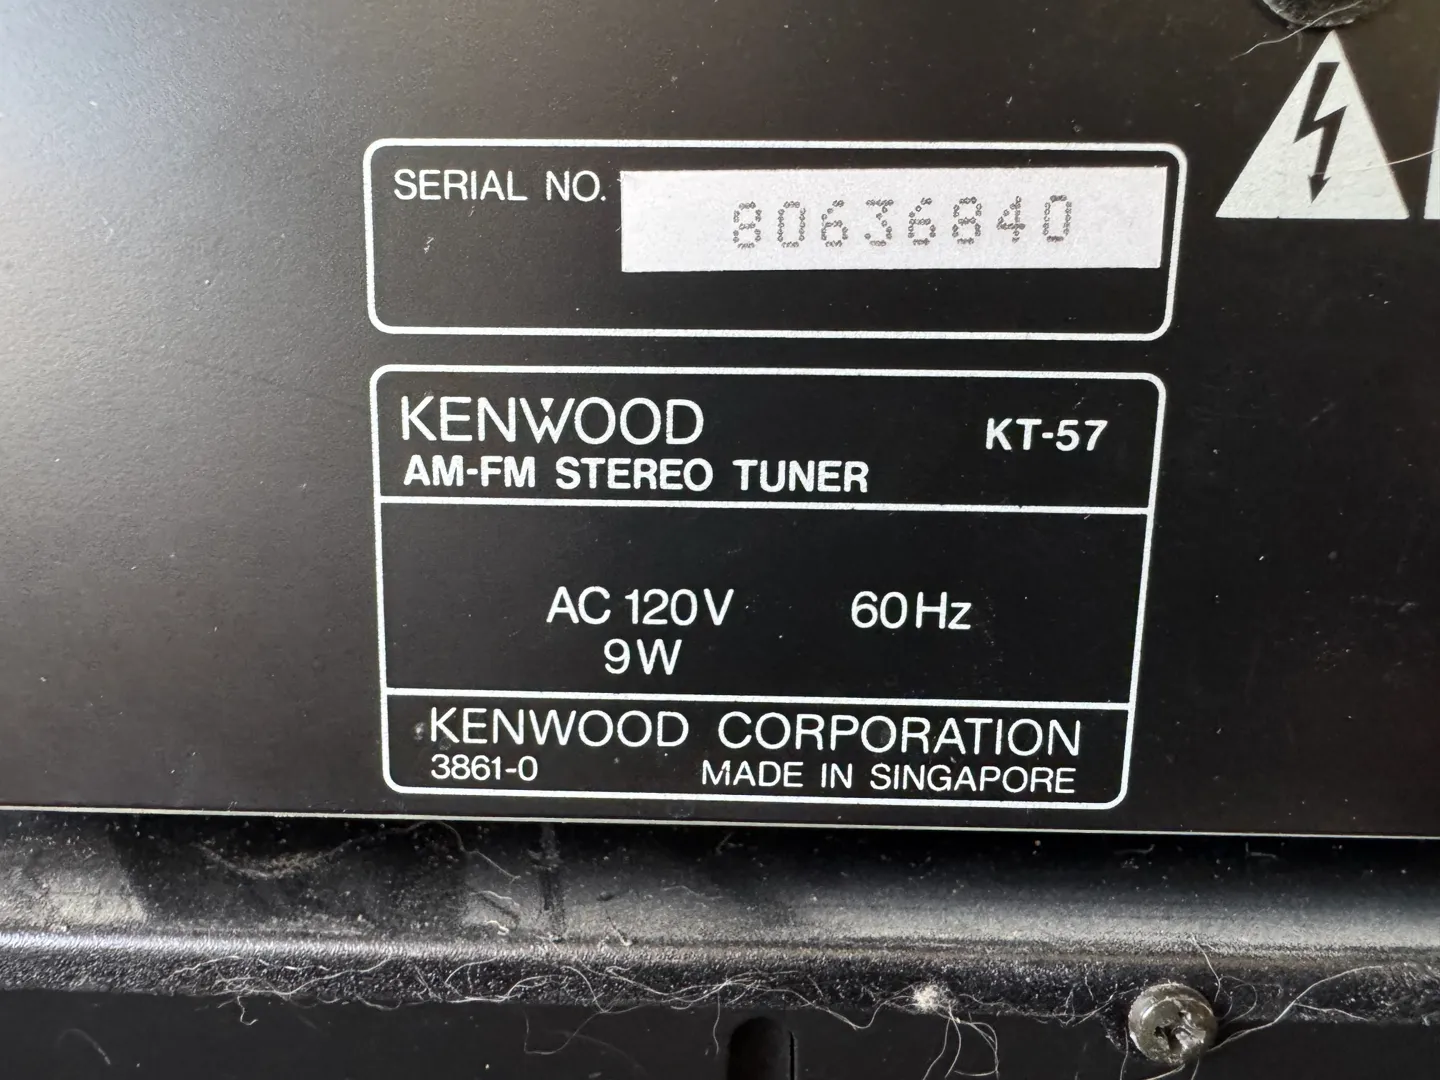 SERIAL NO. 80636840
KENWOOD KT-57
AM-FM STEREO TUNER
AC 120V 60Hz
9W
KENWOOD CORPORATION
3861-0 MADE IN SINGAPORE